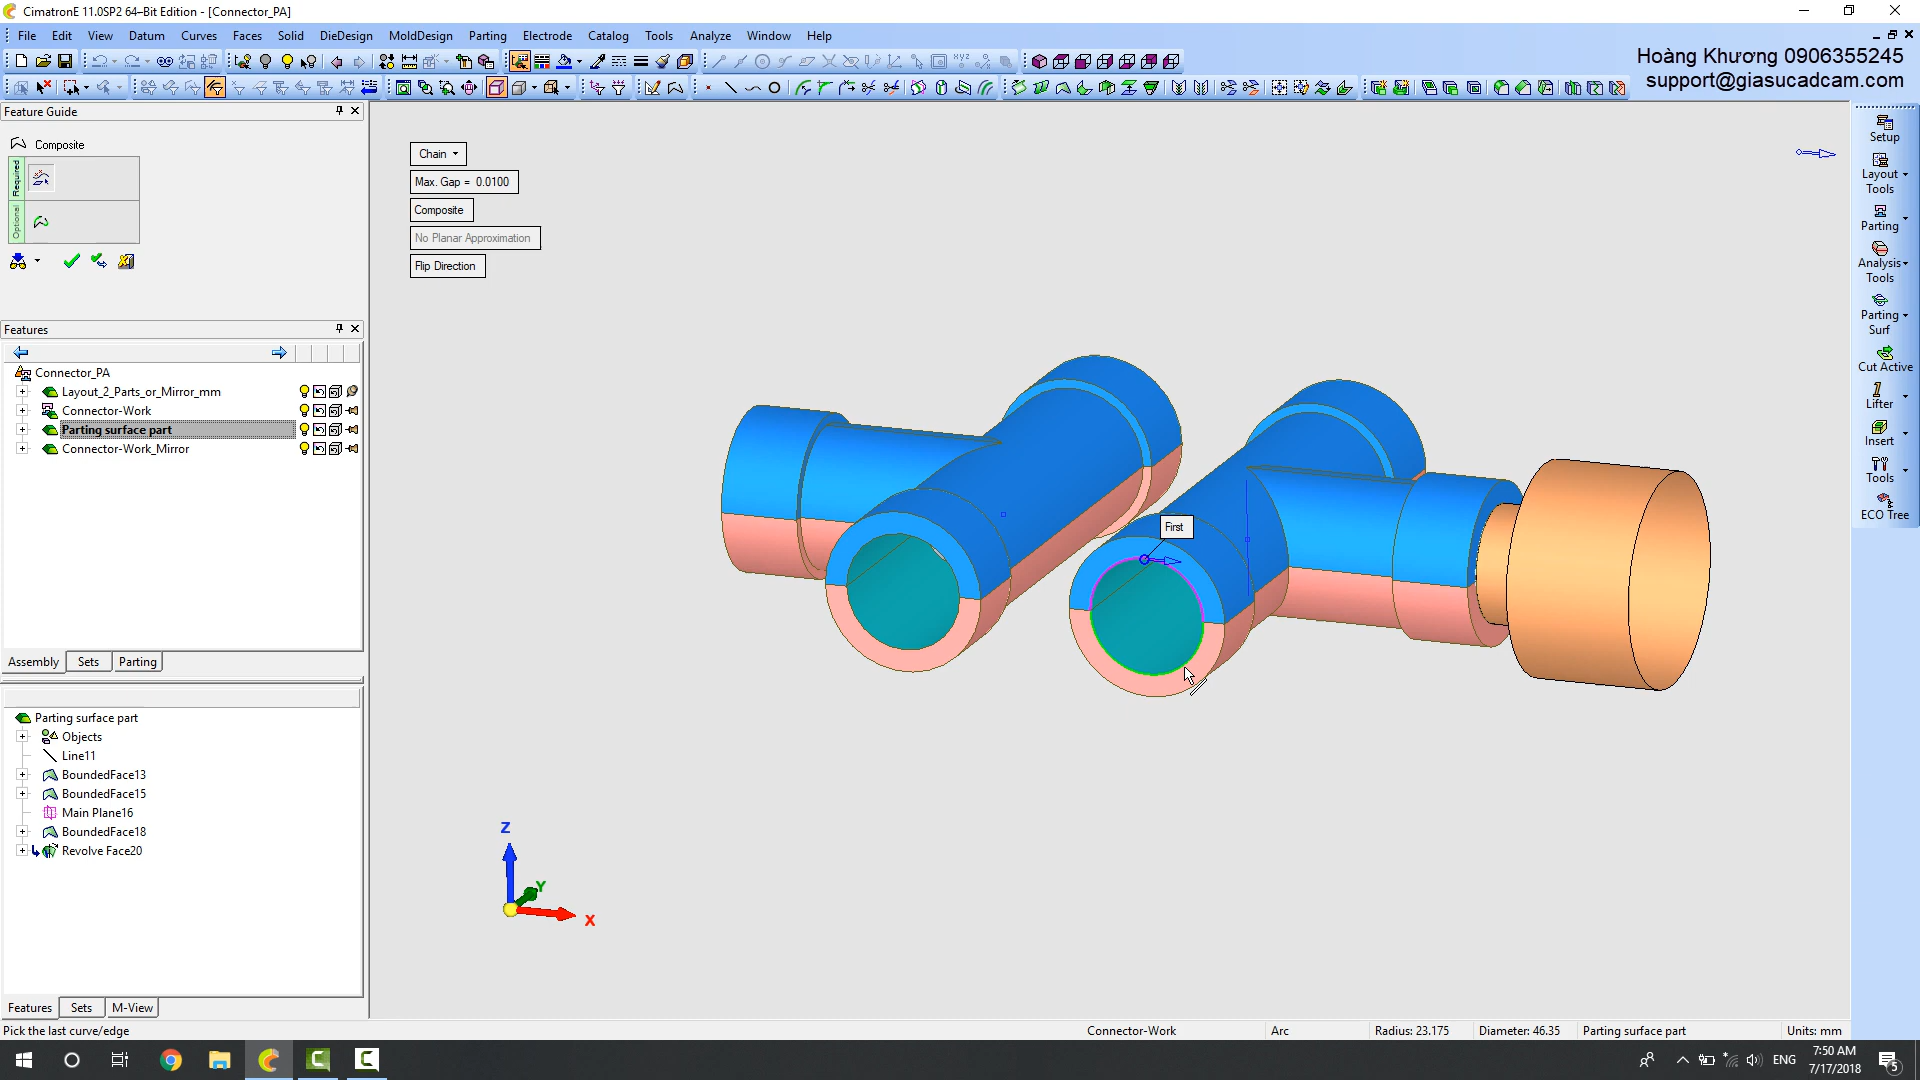 CimatronE 11.0SP2 64–Bit Edition - [Connector_PA]
File Edit View Datum Curves Faces Solid DieDesign MoldDesign Parting Electrode Catalog Tools Analyze Window Help
Hoàng Khương 0906355245
support@giasucadcam.com
Feature Guide
Composite
Required
Optional
Chain
Max. Gap = 0.0100
Composite
No Planar Approximation
Flip Direction
Setup
Layout Tools
Parting
Analysis Tools
Parting Surf
Cut Active
Lifter
Insert
Tools
ECO Tree
Features
Connector_PA
Layout_2_Parts_or_Mirror_mm
Connector-Work
Parting surface part
Connector-Work_Mirror
Assembly Sets Parting
First
Parting surface part
Objects
Line11
BoundedFace13
BoundedFace15
Main Plane16
BoundedFace18
Revolve Face20
Z
Y
X
Features Sets M-View
Pick the last curve/edge
Connector-Work Arc Radius: 23.175 Diameter: 46.35 Parting surface part Units: mm
ENG
7:50 AM
7/17/2018
5